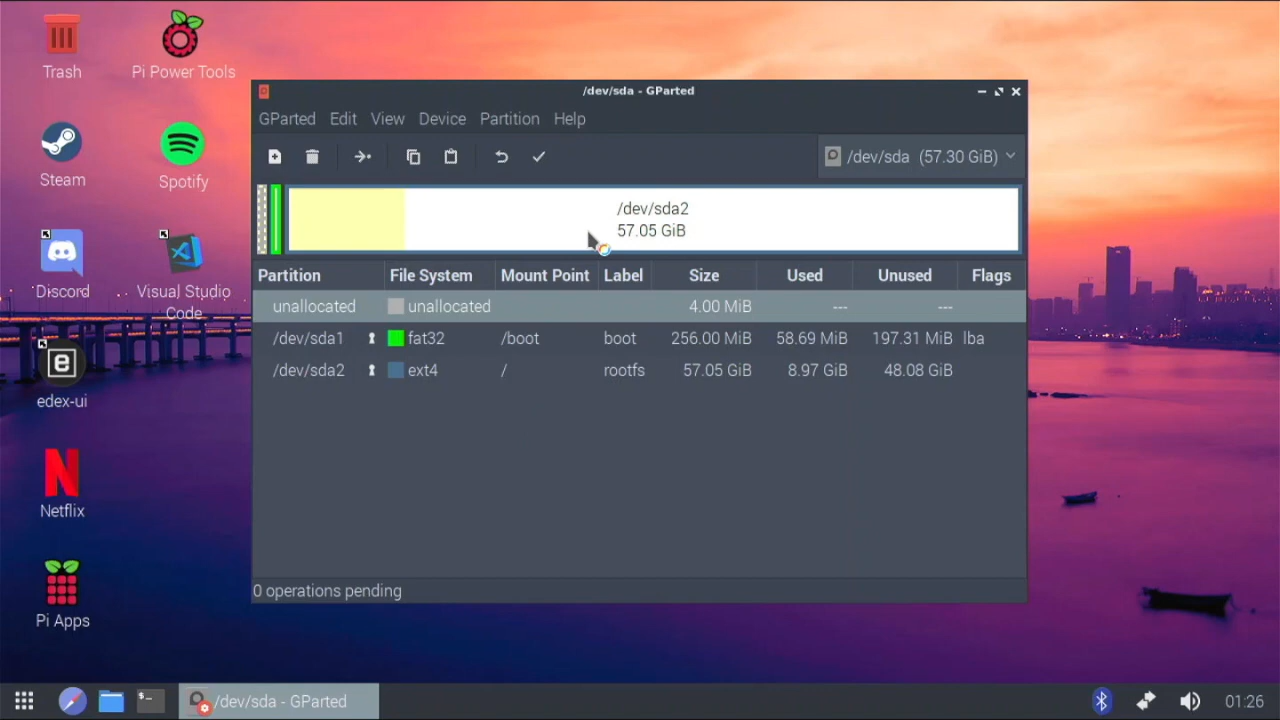 Trash
Pi Power Tools
Steam
Spotify
Discord
Visual Studio
Code
edex-ui
Netflix
Pi Apps
/dev/sda - GParted
GParted Edit View Device Partition Help
/dev/sda (57.30 GiB)
/dev/sda2
57.05 GiB
Partition File System Mount Point Label Size Used Unused Flags
unallocated unallocated 4.00 MiB --- ---
/dev/sda1 fat32 /boot boot 256.00 MiB 58.69 MiB 197.31 MiB lba
/dev/sda2 ext4 / rootfs 57.05 GiB 8.97 GiB 48.08 GiB
0 operations pending
/dev/sda - GParted
01:26